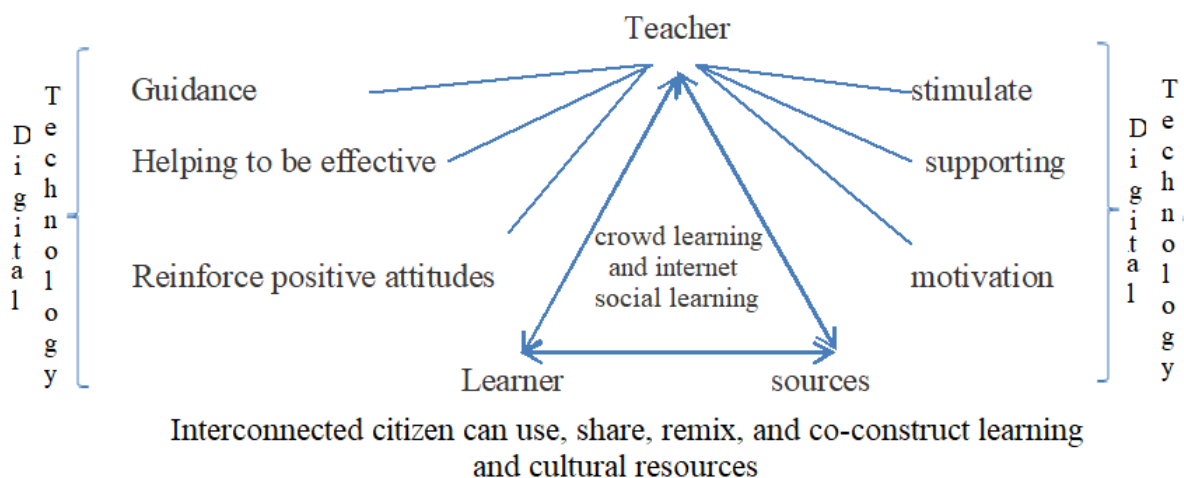 Teacher
Digital
Technology
Guidance
Helping to be effective
Reinforce positive attitudes
stimulate
supporting
motivation
Digital
Technology
crowd learning
and internet
social learning
Learner
sources
Interconnected citizen can use, share, remix, and co-construct learning
and cultural resources